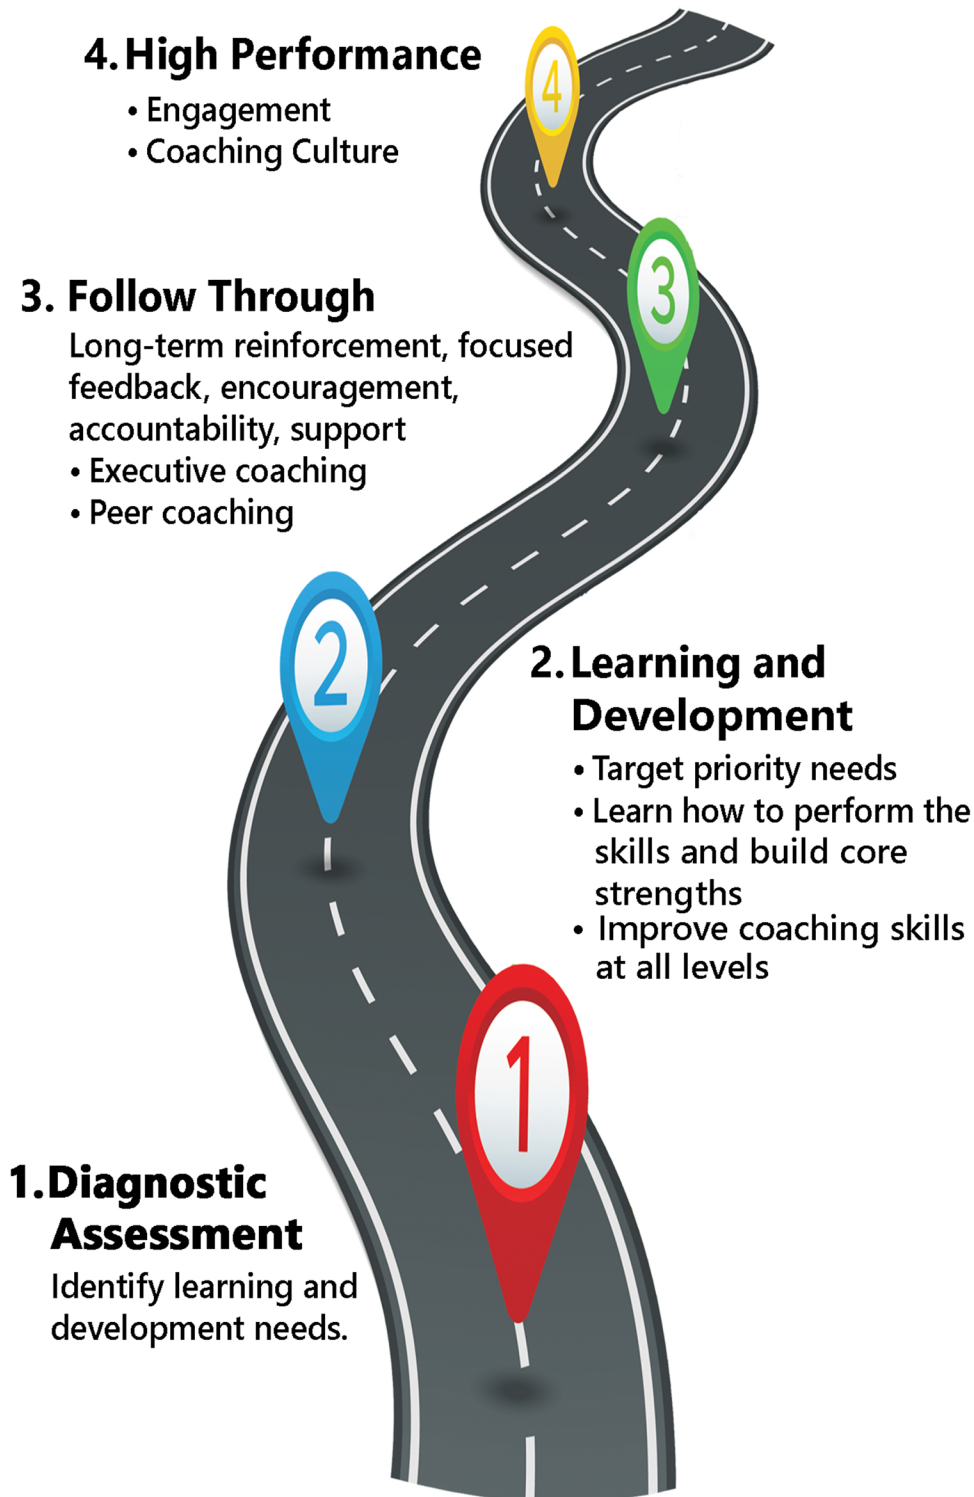 4. High Performance
• Engagement
• Coaching Culture
4
3. Follow Through
Long-term reinforcement, focused
feedback, encouragement,
accountability, support
• Executive coaching
• Peer coaching
3
2
2. Learning and
Development
• Target priority needs
• Learn how to perform the
skills and build core
strengths
• Improve coaching skills
at all levels
1
1. Diagnostic
Assessment
Identify learning and
development needs.